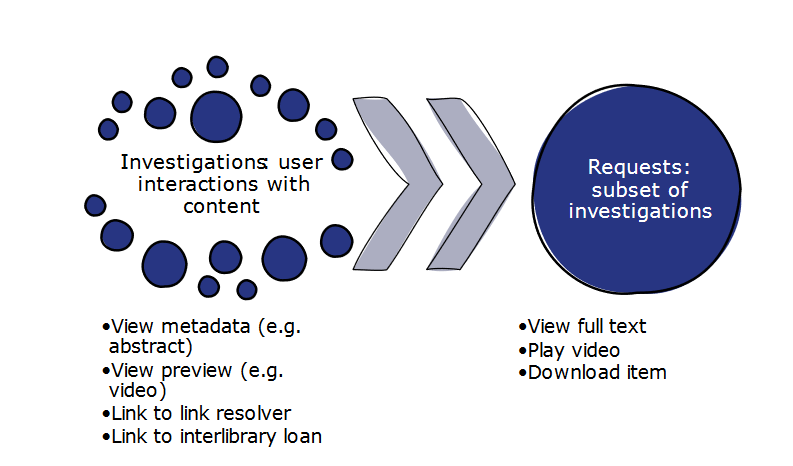 Investigations: user
interactions with
content
Requests:
subset of
investigations
•View metadata (e.g.
abstract)
•View preview (e.g.
video)
•Link to link resolver
•Link to interlibrary loan
•View full text
•Play video
•Download item